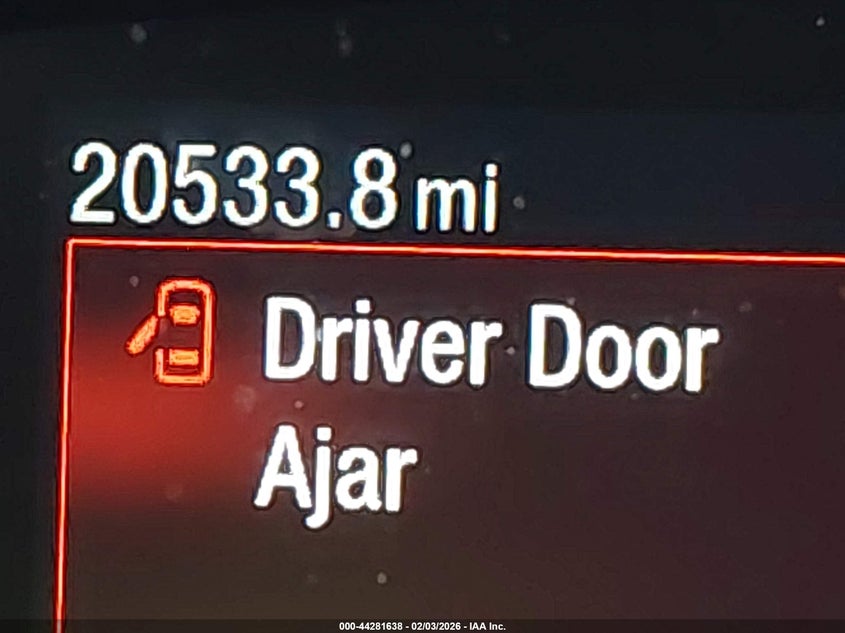 20533.8 mi
Driver Door
Ajar
000-44281638 - 02/03/2026 - IAA Inc.